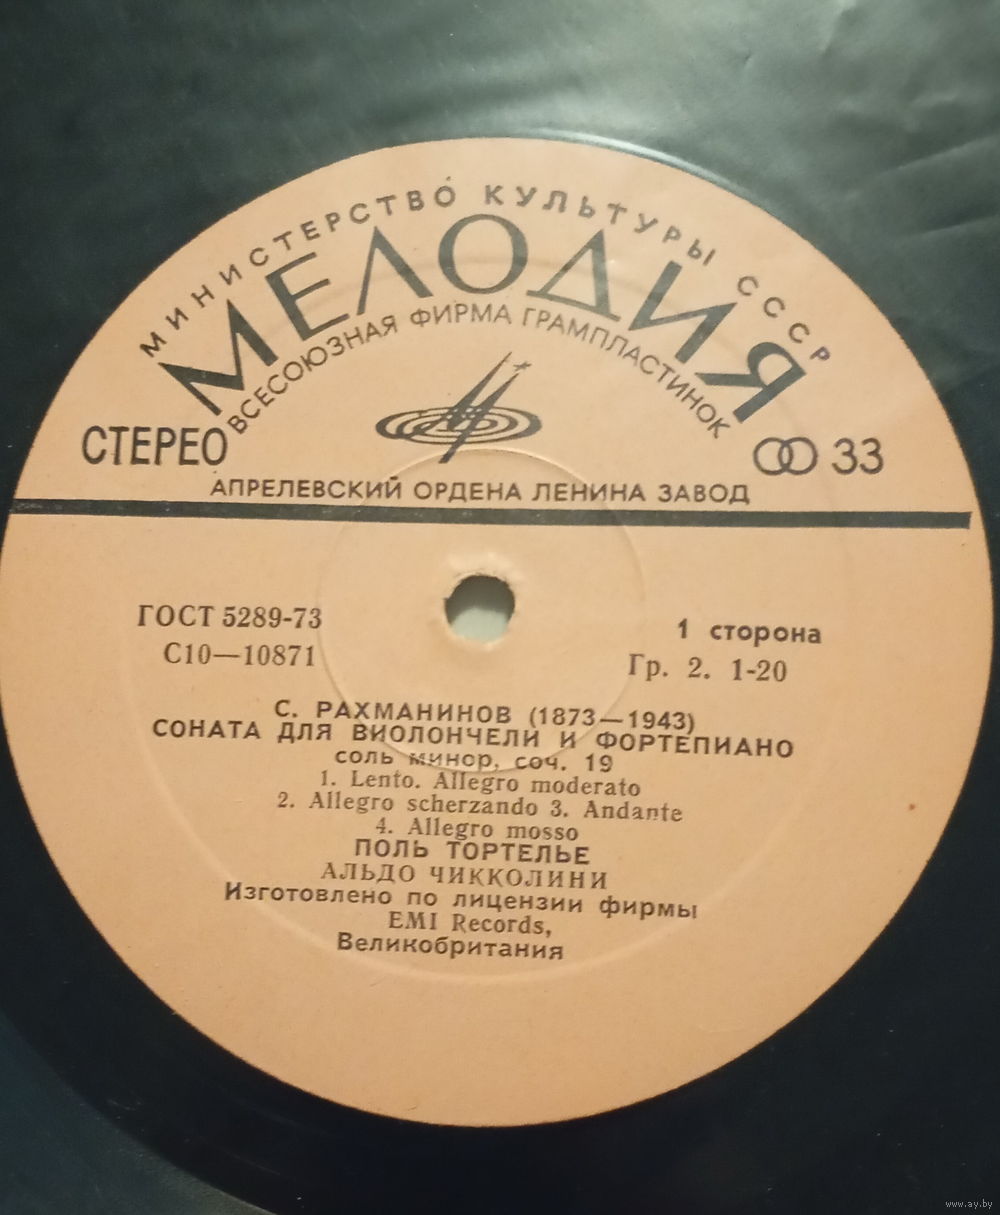 МИНИСТЕРСТВО КУЛЬТУРЫ СССР
МЕЛОДИЯ
ВСЕСОЮЗНАЯ ФИРМА ГРАМПЛАСТИНОК
СТЕРЕО
33
АПРЕЛЕВСКИЙ ОРДЕНА ЛЕНИНА ЗАВОД
ГОСТ 5289-73
1 сторона
С10—10871
Гр. 2. 1-20
С. РАХМАНИНОВ (1873—1943)
СОНАТА ДЛЯ ВИОЛОНЧЕЛИ И ФОРТЕПИАНО
соль минор, соч. 19
1. Lento. Allegro moderato
2. Allegro scherzando 3. Andante
4. Allegro mosso
ПОЛЬ ТОРТЕЛЬЕ
АЛЬДО ЧИККОЛИНИ
Изготовлено по лицензии фирмы
EMI Records,
Великобритания
www.ay.by